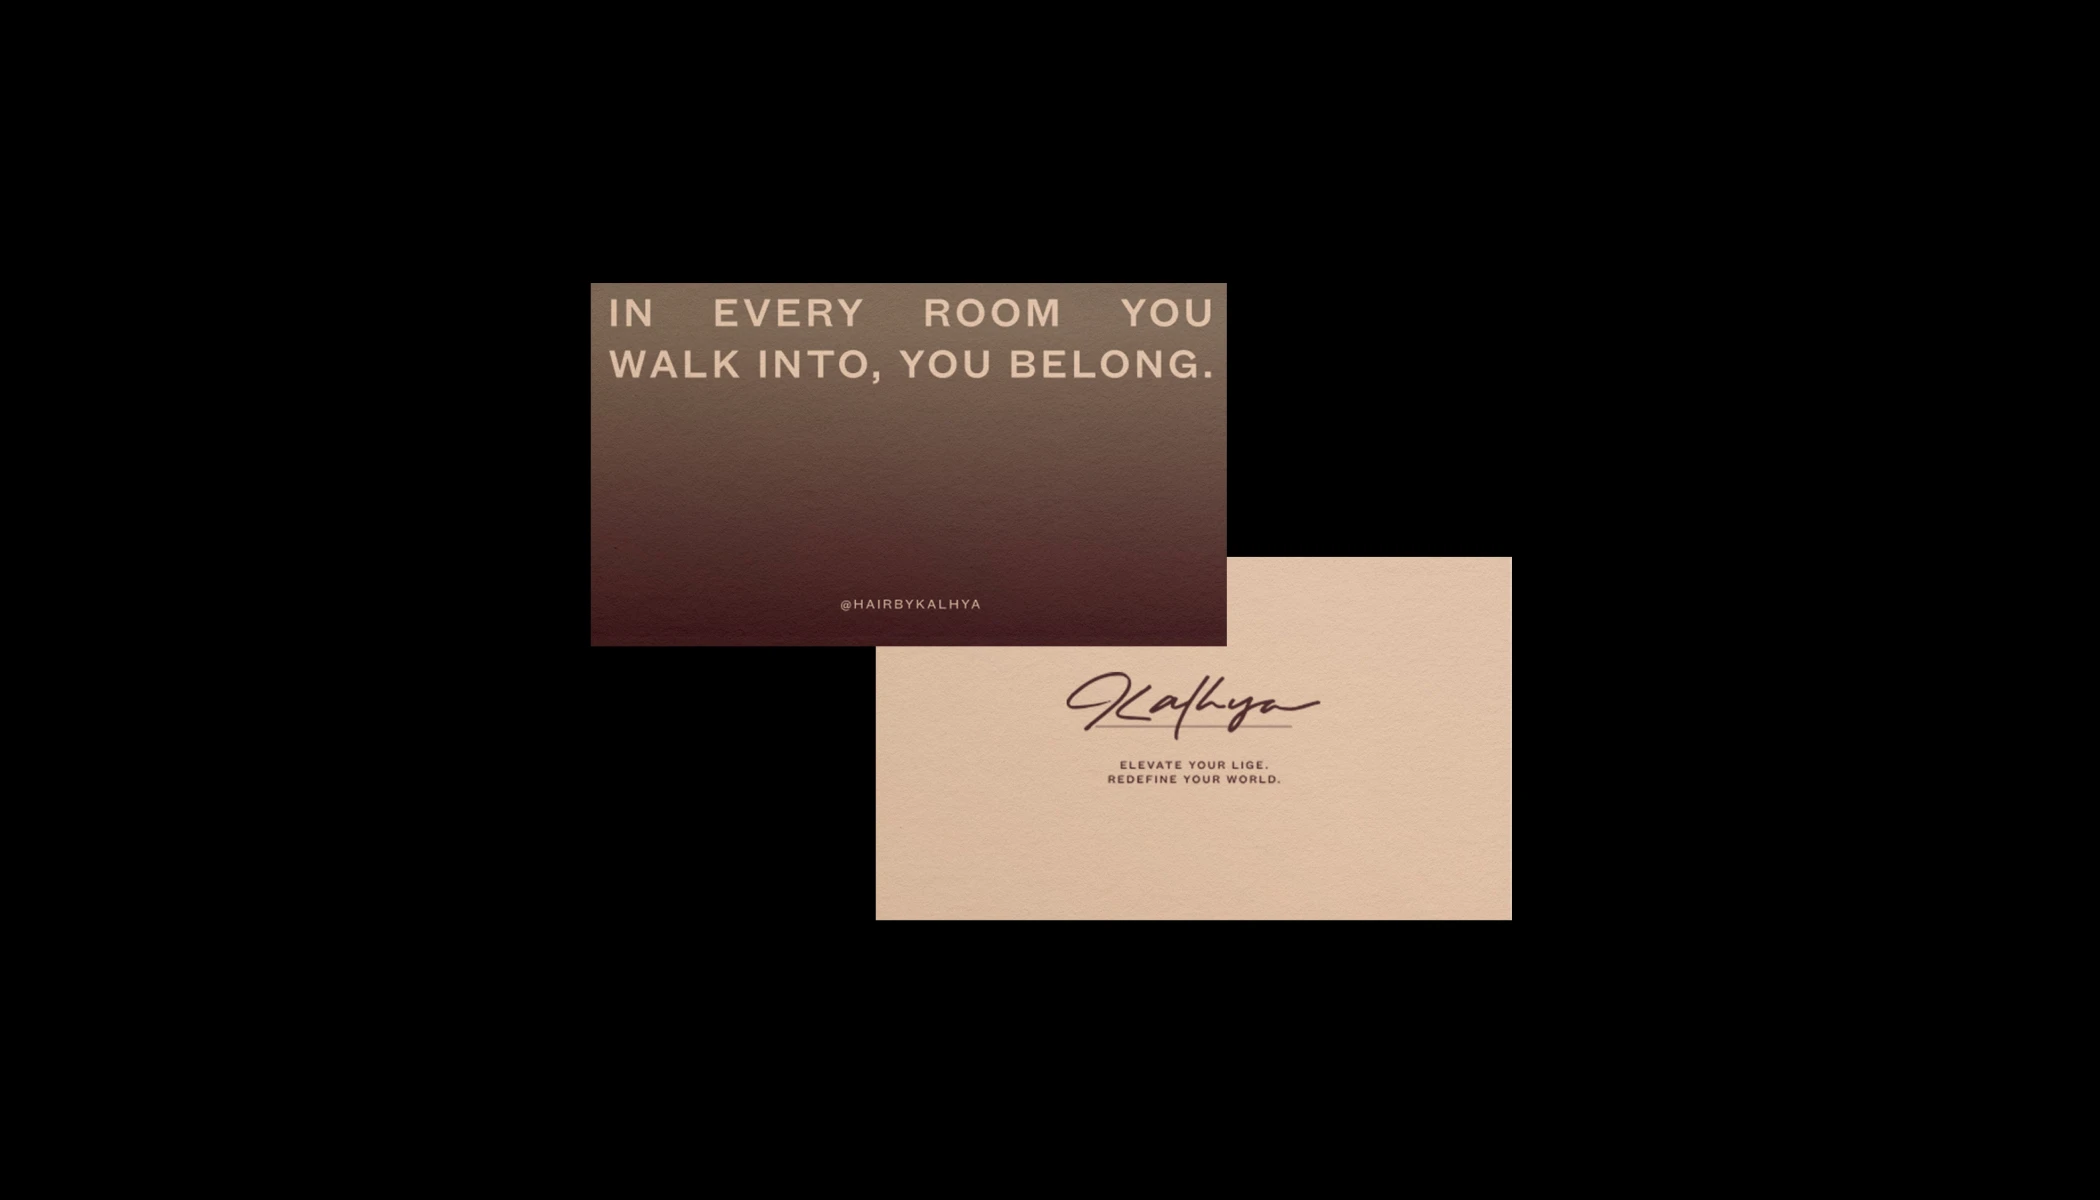 IN EVERY ROOM YOU
WALK INTO, YOU BELONG.
@HAIRBYKALHYA
Kalhya
ELEVATE YOUR LIGE.
REDEFINE YOUR WORLD.